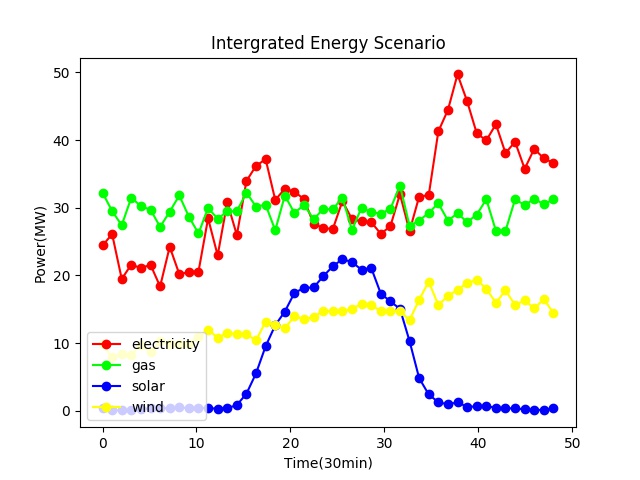 Intergrated Energy Scenario
Power(MW)
50
40
30
20
10
0
electricity
gas
solar
wind
0 10 20 30 40 50
Time(30min)